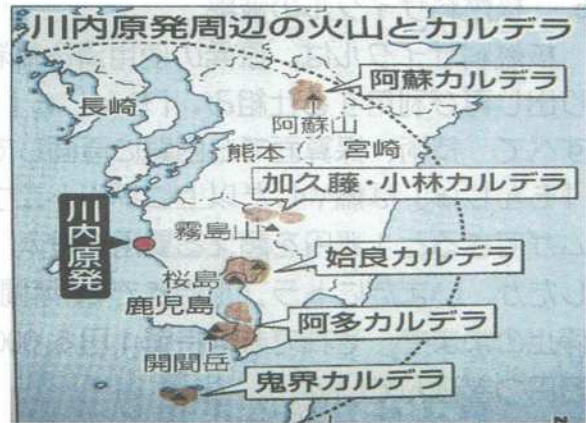 川内原発周辺の火山とカルデラ
阿蘇カルデラ
長崎
阿蘇山
熊本
宮崎
加久藤・小林カルデラ
川内原発
霧島山
姶良カルデラ
桜島
鹿児島
阿多カルデラ
開聞岳
鬼界カルデラ